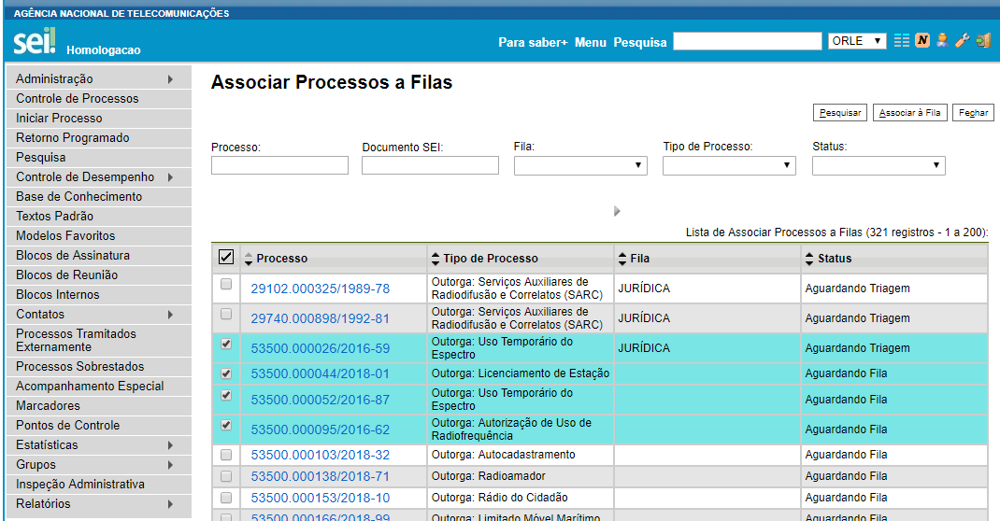 AGÊNCIA NACIONAL DE TELECOMUNICAÇÕES
sei! Homologacao
Para saber+ Menu Pesquisa ORLE N
Administração
Controle de Processos
Iniciar Processo
Retorno Programado
Pesquisa
Controle de Desempenho
Base de Conhecimento
Textos Padrão
Modelos Favoritos
Blocos de Assinatura
Blocos de Reunião
Blocos Internos
Contatos
Processos Tramitados
Externamente
Processos Sobrestados
Acompanhamento Especial
Marcadores
Pontos de Controle
Estatísticas
Grupos
Inspeção Administrativa
Relatórios
Associar Processos a Filas
Pesquisar Associar à Fila Fechar
Processo: Documento SEI: Fila: Tipo de Processo: Status:
Lista de Associar Processos a Filas (321 registros - 1 a 200):
Processo Tipo de Processo Fila Status
29102.000325/1989-78 Outorga: Serviços Auxiliares de
Radiodifusão e Correlatos (SARC) JURÍDICA Aguardando Triagem
29740.000898/1992-81 Outorga: Serviços Auxiliares de
Radiodifusão e Correlatos (SARC) JURÍDICA Aguardando Triagem
53500.000026/2016-59 Outorga: Uso Temporário do
Espectro JURÍDICA Aguardando Triagem
53500.000044/2018-01 Outorga: Licenciamento de Estação Aguardando Fila
53500.000052/2016-87 Outorga: Uso Temporário do
Espectro Aguardando Fila
53500.000095/2016-62 Outorga: Autorização de Uso de
Radiofrequência Aguardando Fila
53500.000103/2018-32 Outorga: Autocadastramento Aguardando Fila
53500.000138/2018-71 Outorga: Radioamador Aguardando Fila
53500.000153/2018-10 Outorga: Rádio do Cidadão Aguardando Fila
53500.000166/2018-99 Outorga: Limitado Móvel Marítimo Aguardando Fila